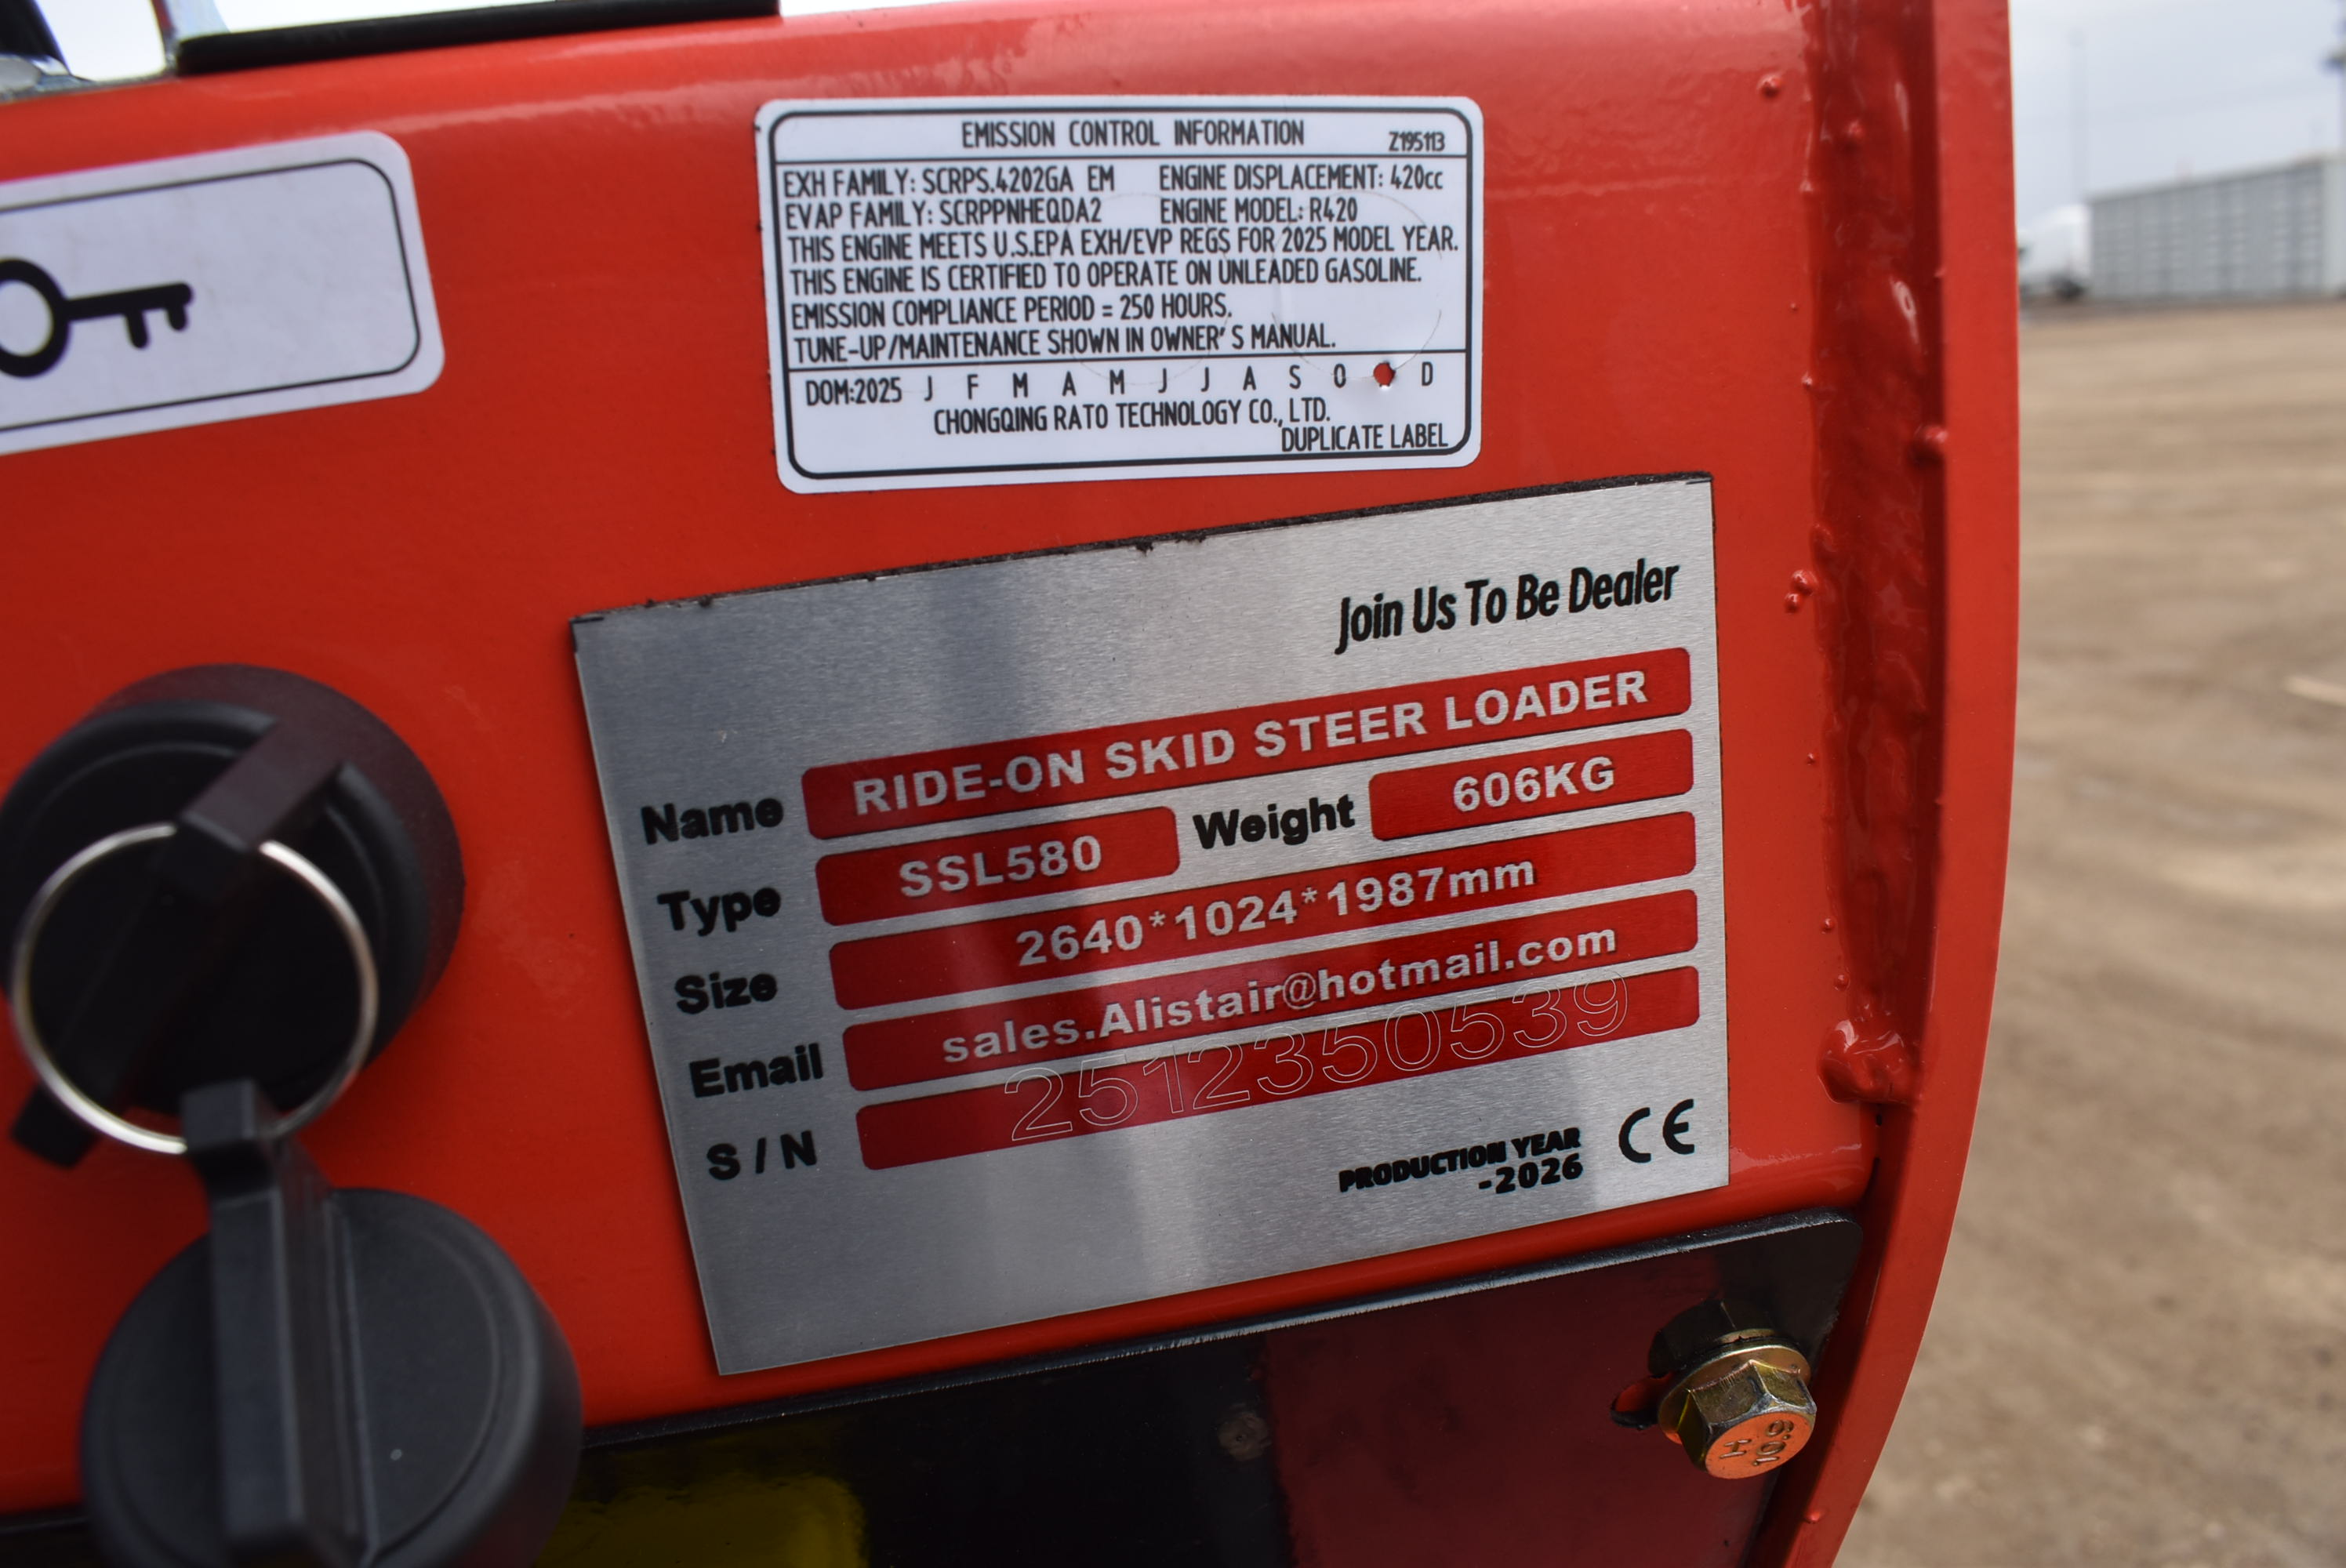 EMISSION CONTROL INFORMATION Z195113
EXH FAMILY: SCRPS.4202GA EM ENGINE DISPLACEMENT: 420cc
EVAP FAMILY: SCRPPNHEQDA2 ENGINE MODEL: R420
THIS ENGINE MEETS U.S.EPA EXH/EVP REGS FOR 2025 MODEL YEAR.
THIS ENGINE IS CERTIFIED TO OPERATE ON UNLEADED GASOLINE.
EMISSION COMPLIANCE PERIOD = 250 HOURS.
TUNE-UP/MAINTENANCE SHOWN IN OWNER'S MANUAL.
DOM:2025 J F M A M J J A S O D
CHONGQING RATO TECHNOLOGY CO., LTD.
DUPLICATE LABEL
Join Us To Be Dealer
Name RIDE-ON SKID STEER LOADER
Type SSL580 Weight 606KG
Size 2640*1024*1987mm
Email sales.Alistair@hotmail.com
S/N 2512350539
PRODUCTION YEAR
-2026
CE
H
10.9